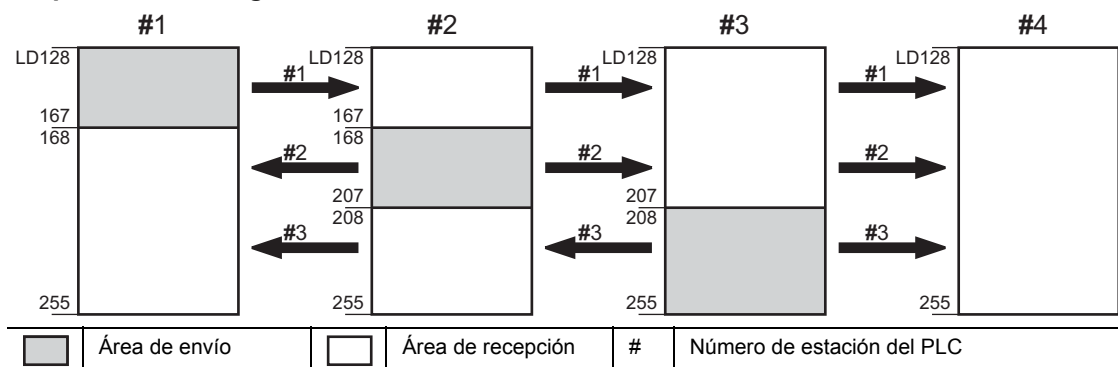 #1 #2 #3 #4
LD128 LD128 LD128 LD128
#1 #1 #1
167 167
168 168
#2 #2 #2
207 207
208 208
#3 #3 #3
255 255 255 255
Área de envío Área de recepción # Número de estación del PLC